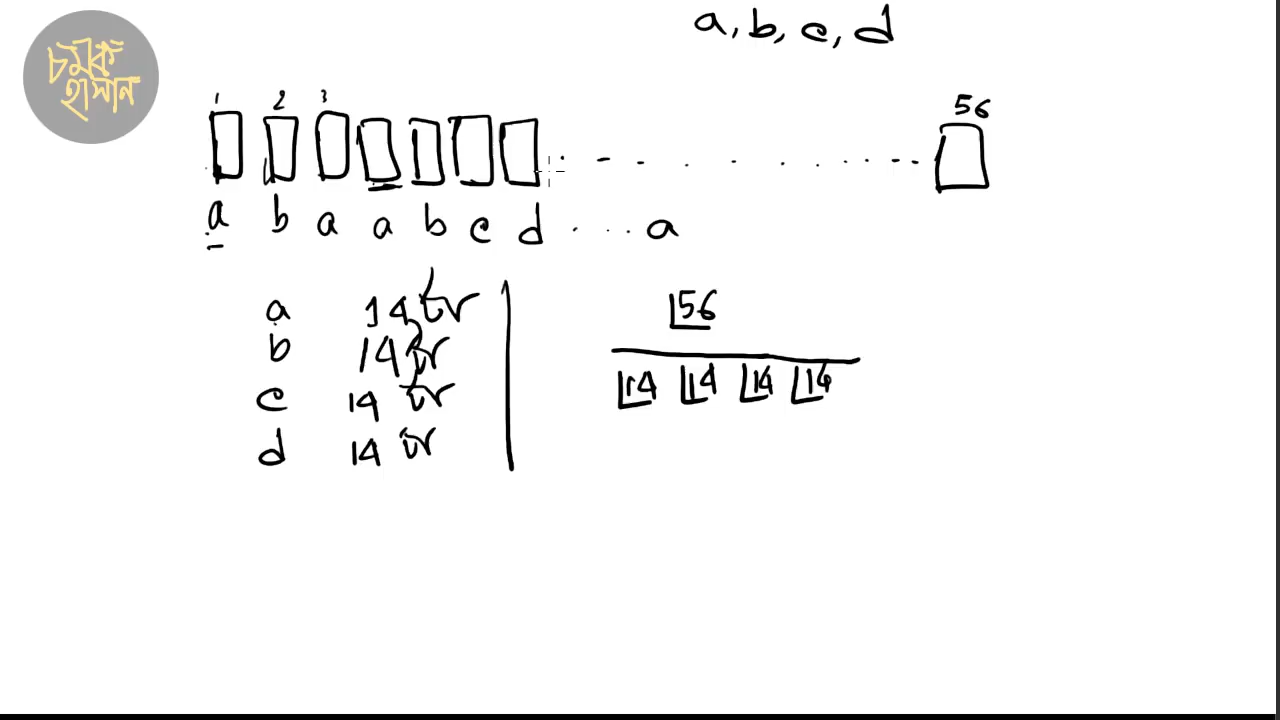 a, b, c, d
চমক
হাসান
1 2 3 56
a b a a b c d ... a
a 14 টা
b 14 টা
c 14 টা
d 14 টা
⌊56
⌊14 ⌊14 ⌊14 ⌊14